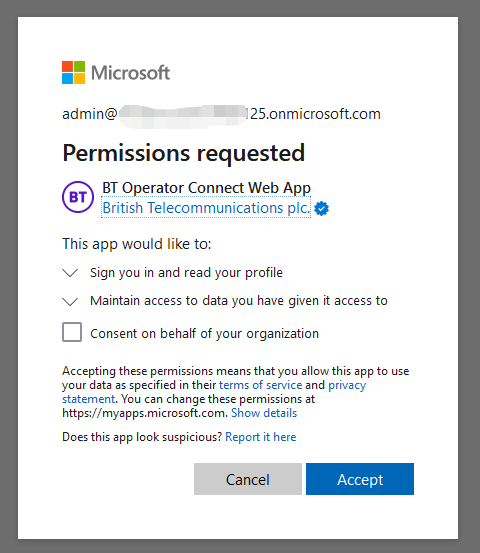 Microsoft
admin@ 125.onmicrosoft.com
Permissions requested
BT
BT Operator Connect Web App
British Telecommunications plc.
This app would like to:
Sign you in and read your profile
Maintain access to data you have given it access to
Consent on behalf of your organization
Accepting these permissions means that you allow this app to use
your data as specified in their terms of service and privacy
statement. You can change these permissions at
https://myapps.microsoft.com. Show details
Does this app look suspicious? Report it here
Cancel Accept